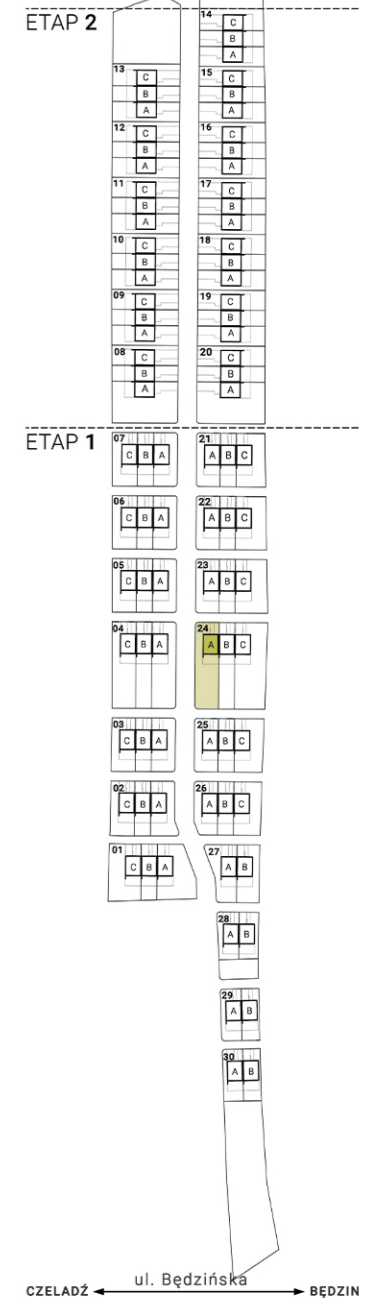 ETAP 2
14
C
B
A
13
C
B
A
15
C
B
A
12
C
B
A
16
C
B
A
11
C
B
A
17
C
B
A
10
C
B
A
18
C
B
A
09
C
B
A
19
C
B
A
08
C
B
A
20
C
B
A
ETAP 1
07
C B A
21
A B C
06
C B A
22
A B C
05
C B A
23
A B C
04
C B A
24
A B C
03
C B A
25
A B C
02
C B A
26
A B C
01
C B A
27
A B
28
A B
29
A B
30
A B
ul. Będzińska
CZELADŹ
BĘDZIN